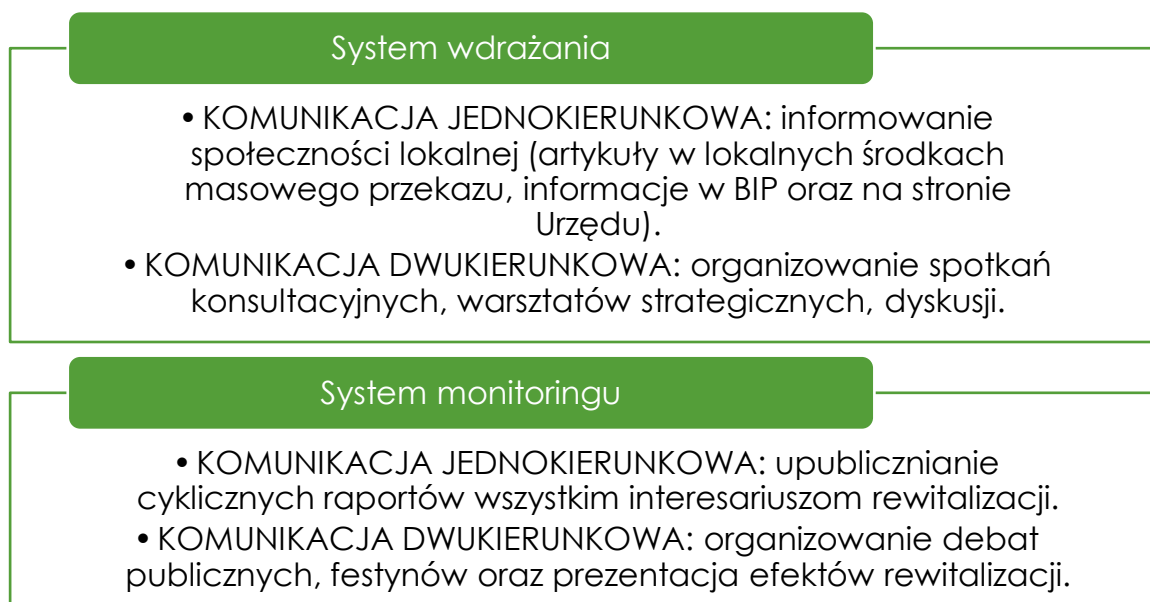 System wdrażania
• KOMUNIKACJA JEDNOKIERUNKOWA: informowanie
społeczności lokalnej (artykuły w lokalnych środkach
masowego przekazu, informacje w BIP oraz na stronie
Urzędu).
• KOMUNIKACJA DWUKIERUNKOWA: organizowanie spotkań
konsultacyjnych, warsztatów strategicznych, dyskusji.
System monitoringu
• KOMUNIKACJA JEDNOKIERUNKOWA: upublicznianie
cyklicznych raportów wszystkim interesariuszom rewitalizacji.
• KOMUNIKACJA DWUKIERUNKOWA: organizowanie debat
publicznych, festynów oraz prezentacja efektów rewitalizacji.